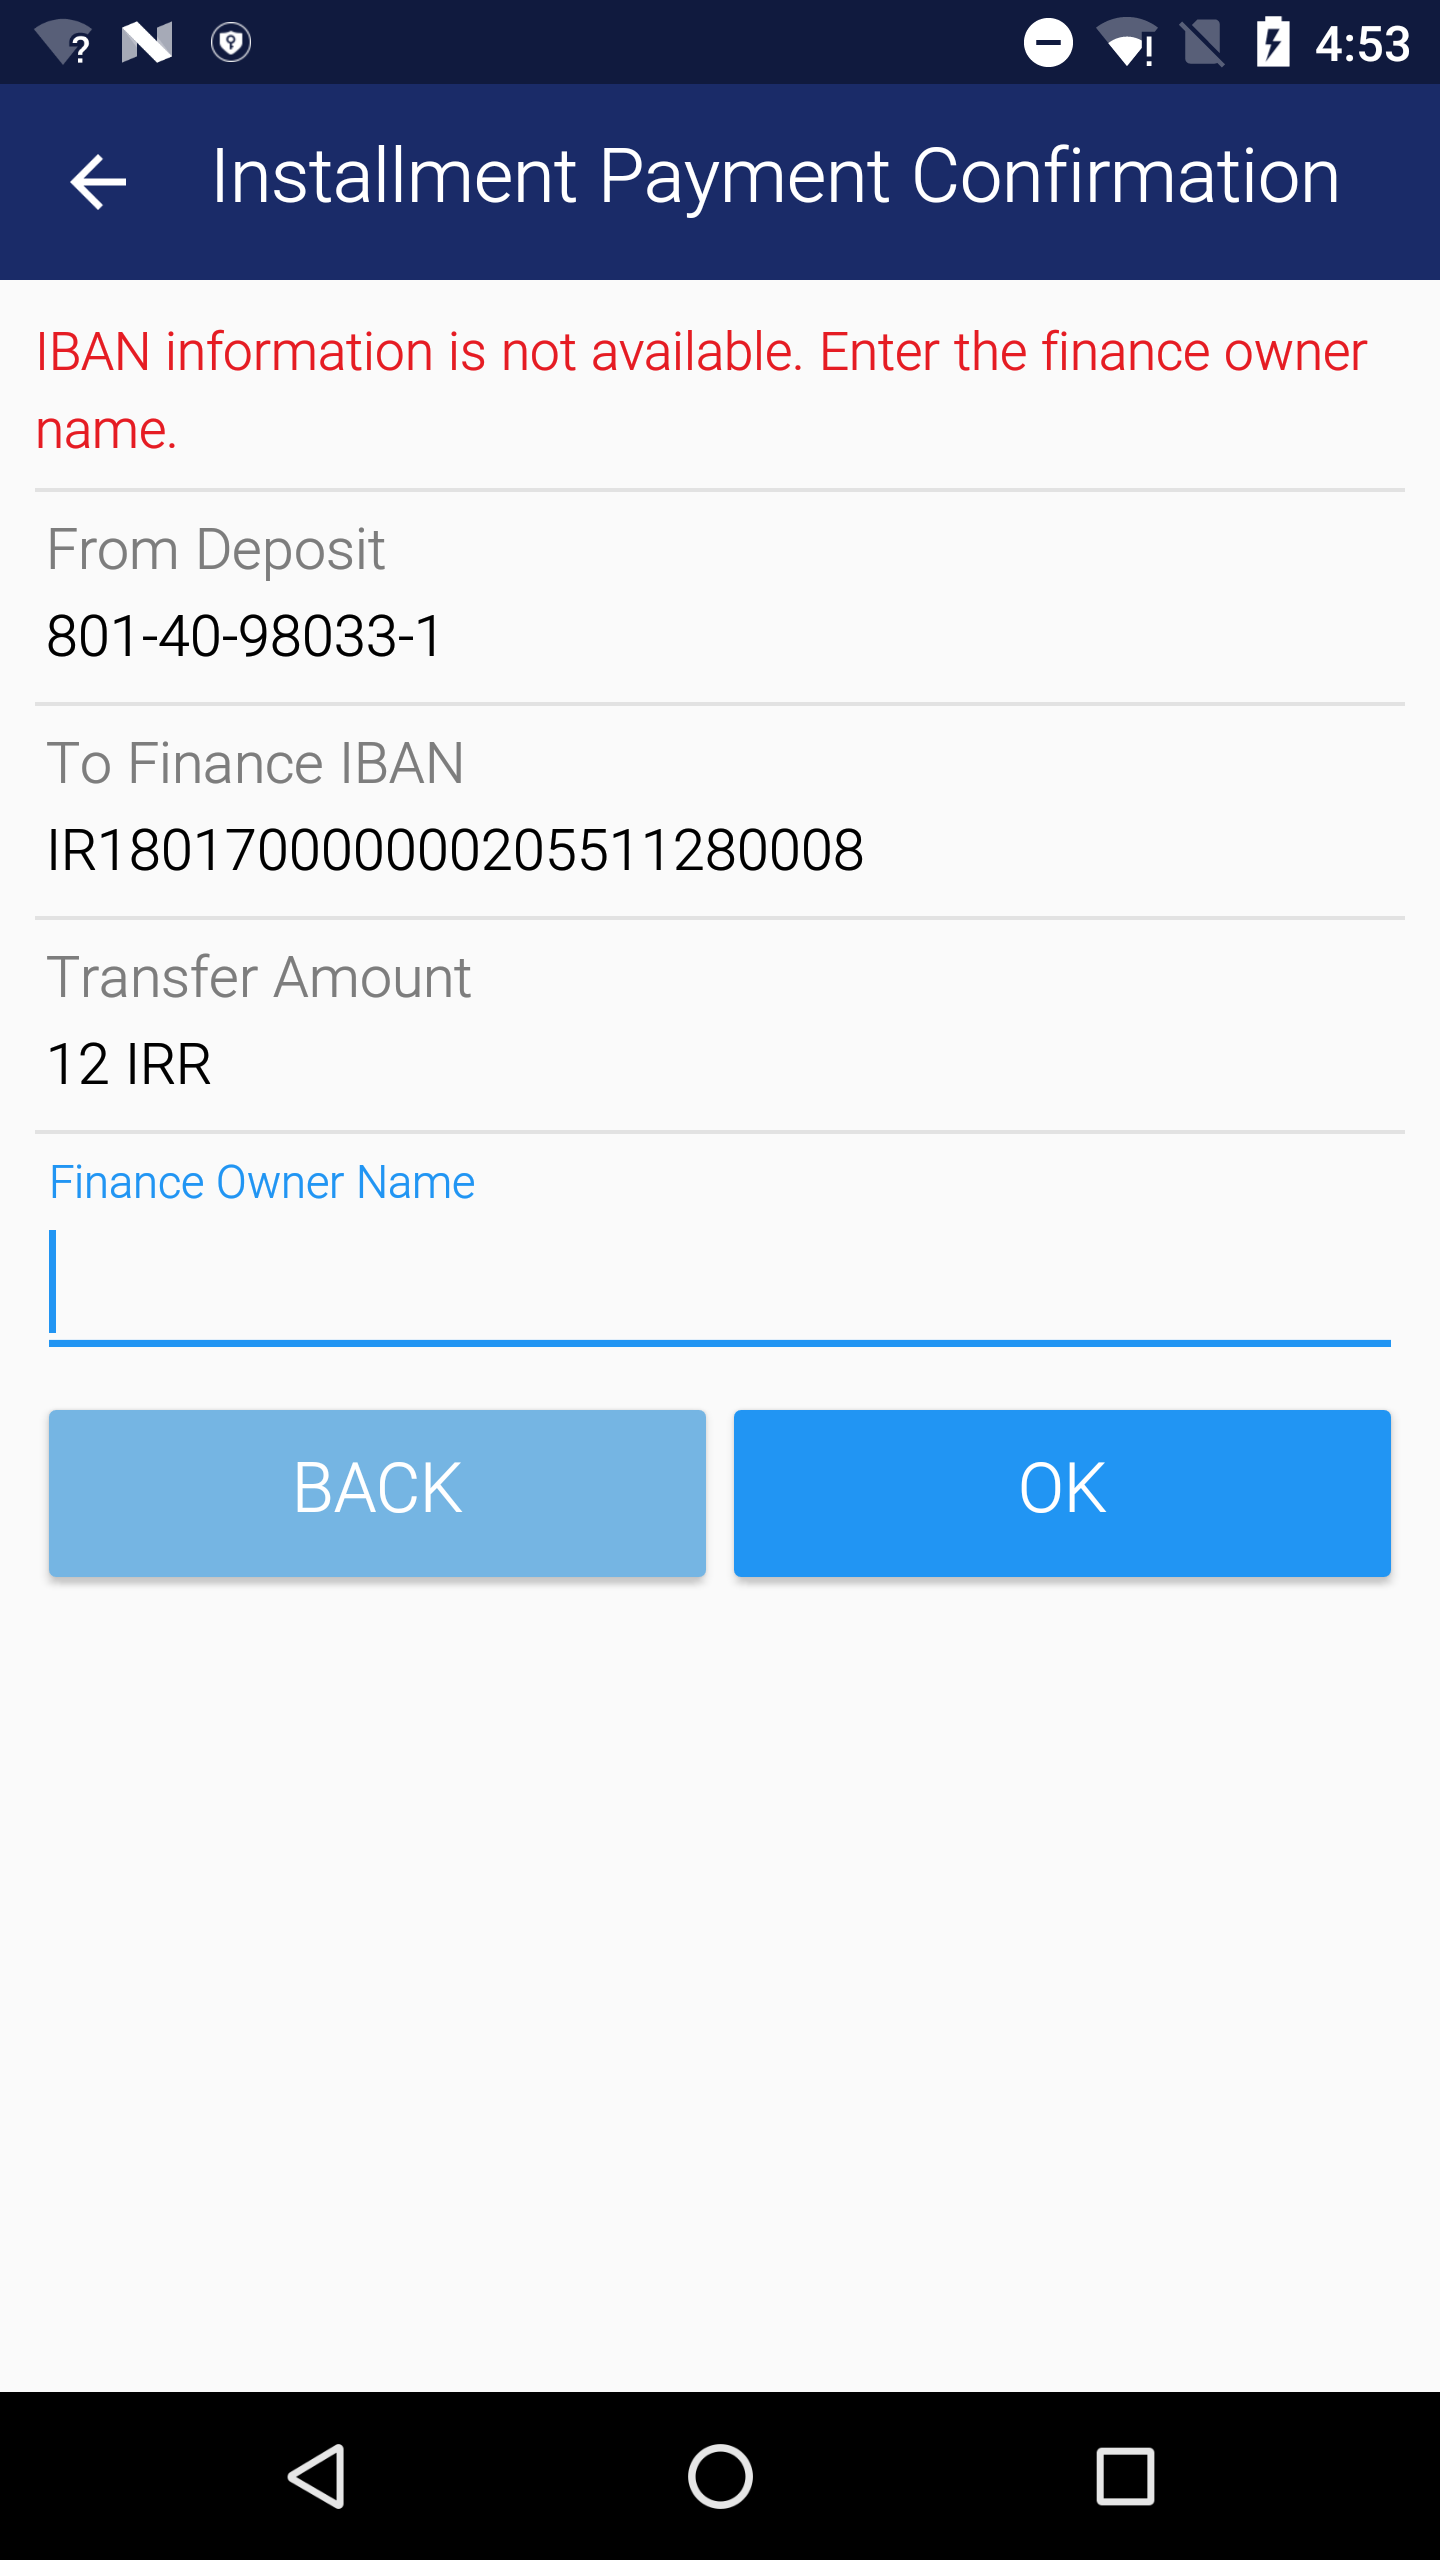 4:53
Installment Payment Confirmation
IBAN information is not available. Enter the finance owner
name.
From Deposit
801-40-98033-1
To Finance IBAN
IR180170000000205511280008
Transfer Amount
12 IRR
Finance Owner Name
BACK
OK